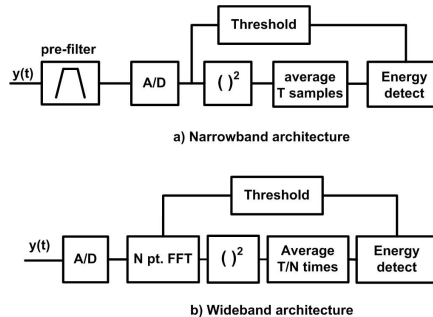 Threshold
pre-filter
y(t)
A/D
( )²
average
T samples
Energy
detect
a) Narrowband architecture
Threshold
y(t)
A/D
N pt. FFT
( )²
Average
T/N times
Energy
detect
b) Wideband architecture